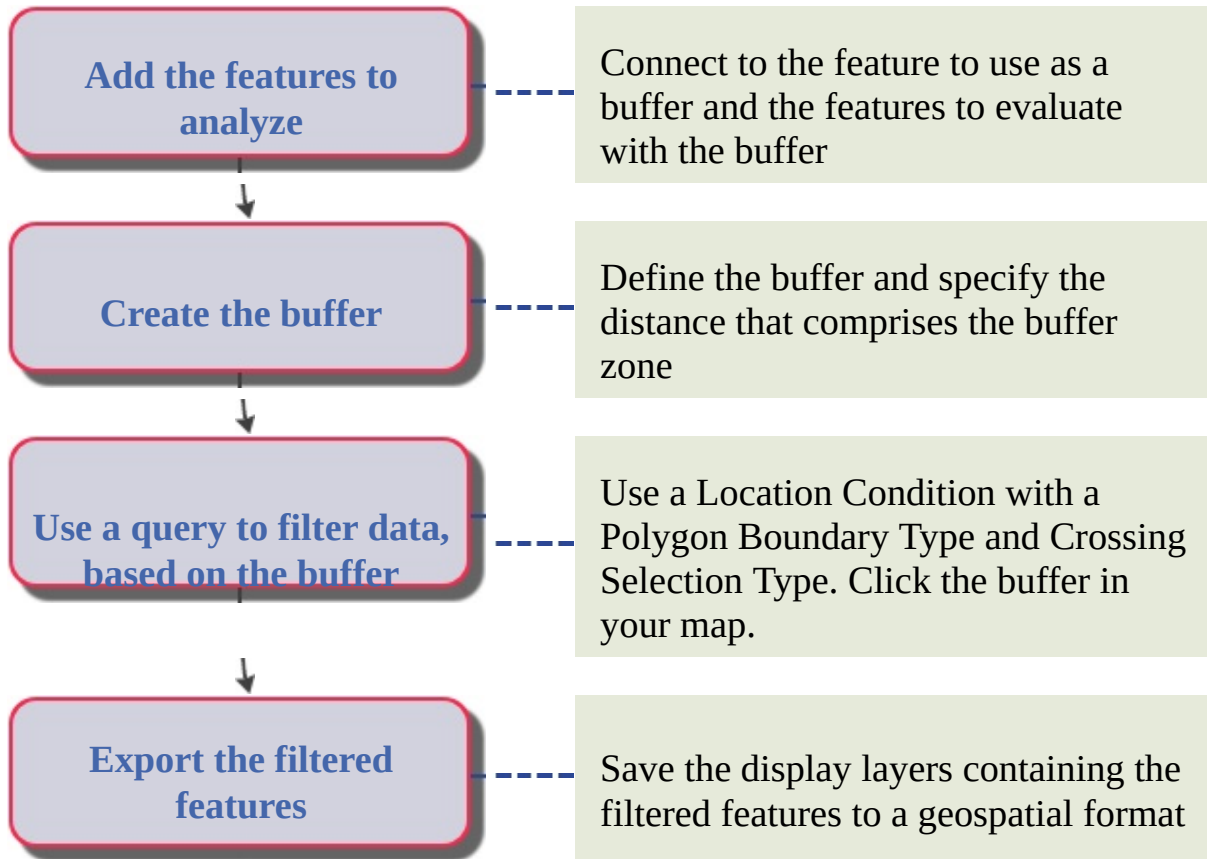 Add the features to
analyze
Connect to the feature to use as a
buffer and the features to evaluate
with the buffer
Create the buffer
Define the buffer and specify the
distance that comprises the buffer
zone
Use a query to filter data,
based on the buffer
Use a Location Condition with a
Polygon Boundary Type and Crossing
Selection Type. Click the buffer in
your map.
Export the filtered
features
Save the display layers containing the
filtered features to a geospatial format